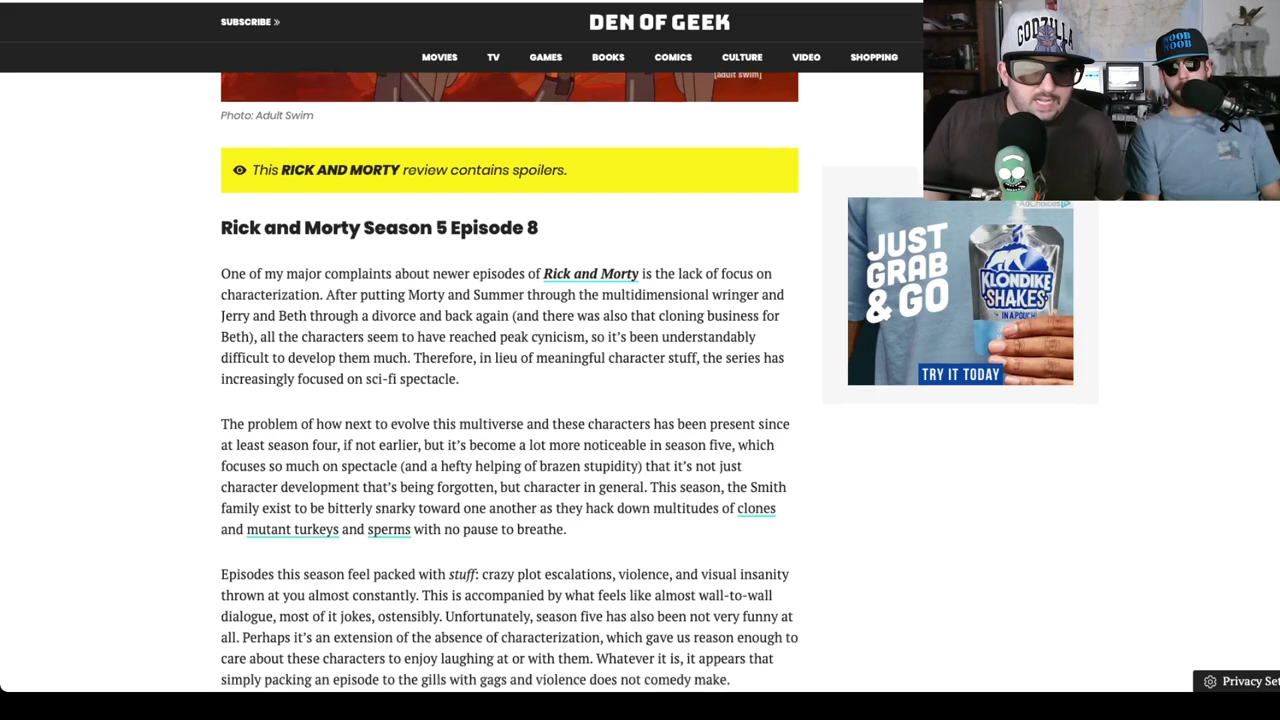 SUBSCRIBE »
DEN OF GEEK
MOVIES TV GAMES BOOKS COMICS CULTURE VIDEO SHOPPING
[adult swim]
Photo: Adult Swim
This RICK AND MORTY review contains spoilers.
Rick and Morty Season 5 Episode 8
One of my major complaints about newer episodes of Rick and Morty is the lack of focus on
characterization. After putting Morty and Summer through the multidimensional wringer and
Jerry and Beth through a divorce and back again (and there was also that cloning business for
Beth), all the characters seem to have reached peak cynicism, so it’s been understandably
difficult to develop them much. Therefore, in lieu of meaningful character stuff, the series has
increasingly focused on sci-fi spectacle.
The problem of how next to evolve this multiverse and these characters has been present since
at least season four, if not earlier, but it’s become a lot more noticeable in season five, which
focuses so much on spectacle (and a hefty helping of brazen stupidity) that it’s not just
character development that’s being forgotten, but character in general. This season, the Smith
family exist to be bitterly snarky toward one another as they hack down multitudes of clones
and mutant turkeys and sperms with no pause to breathe.
Episodes this season feel packed with stuff: crazy plot escalations, violence, and visual insanity
thrown at you almost constantly. This is accompanied by what feels like almost wall-to-wall
dialogue, most of it jokes, ostensibly. Unfortunately, season five has also been not very funny at
all. Perhaps it’s an extension of the absence of characterization, which gave us reason enough to
care about these characters to enjoy laughing at or with them. Whatever it is, it appears that
simply packing an episode to the gills with gags and violence does not comedy make.
GODZILLA
NOOB
NOOB
AdChoices
JUST
GRAB
& GO
KLONDIKE
SHAKES
IN A POUCH!
TRY IT TODAY
Privacy Set